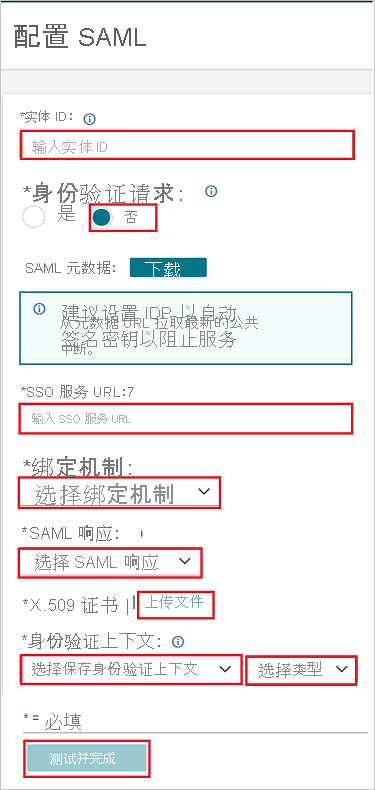 配置 SAML
*实体 ID:
输入实体 ID
*身份验证请求:
是 否
SAML 元数据: 下载
建议设置 IDP 以自动
从元数据 URL 拉取最新的公共
签名密钥以阻止服务
中断。
*SSO 服务 URL:7
输入 SSO 服务 URL
*绑定机制:
选择绑定机制
*SAML 响应:
选择 SAML 响应
*X.509 证书 | 上传文件
*身份验证上下文:
选择保存身份验证上下文 选择类型
* = 必填
测试并完成